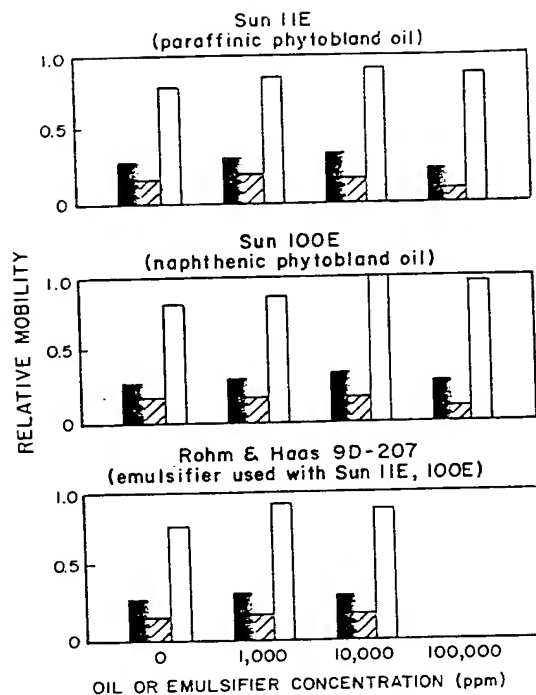 Sun 11E
(paraffinic phytobland oil)
1.0
0.5
0
Sun 100E
(naphthenic phytobland oil)
1.0
0.5
0
Rohm & Haas 9D-207
(emulsifier used with Sun 11E, 100E)
1.0
0.5
0
RELATIVE MOBILITY
0 1,000 10,000 100,000
OIL OR EMULSIFIER CONCENTRATION (ppm)